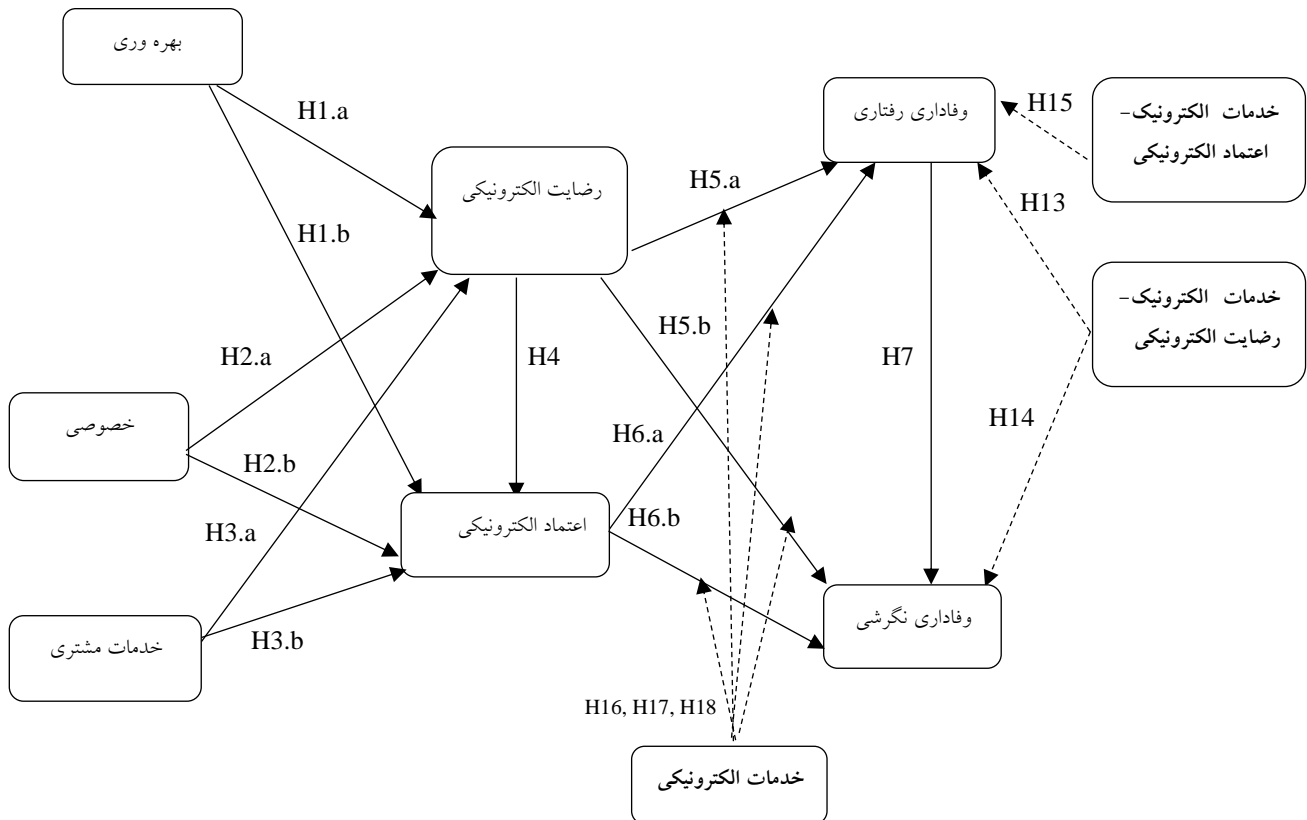 بهره وری
H1.a
وفاداری رفتاری
H15
خدمات الکترونیک-
اعتماد الکترونیکی
رضایت الکترونیکی
H5.a
H13
H1.b
خدمات الکترونیک-
رضایت الکترونیکی
H5.b
H2.a
H4
H7
خصوصی
H14
H6.a
H2.b
اعتماد الکترونیکی
H6.b
H3.a
وفاداری نگرشی
خدمات مشتری
H3.b
H16, H17, H18
خدمات الکترونیکی